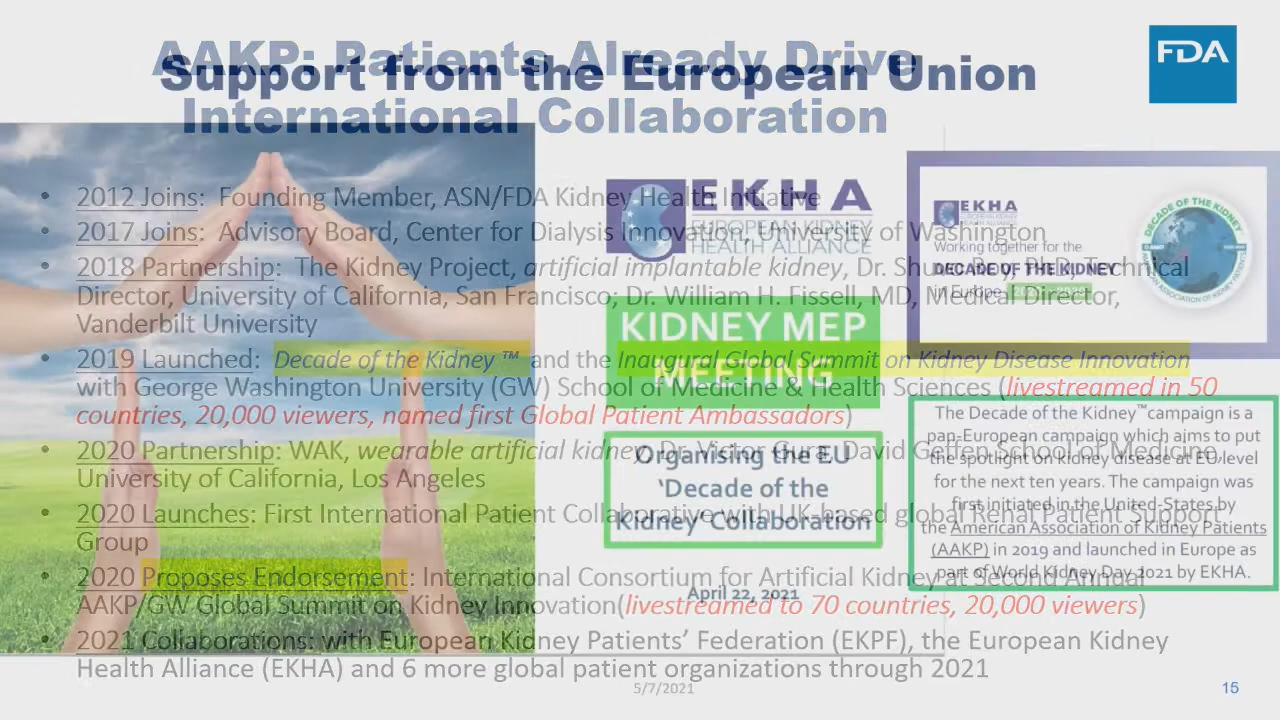 AAKP: Patients Already Drive
International Collaboration
Support from the European Union
FDA
• 2012 Joins: Founding Member, ASN/FDA Kidney Health Initiative
• 2017 Joins: Advisory Board, Center for Dialysis Innovation, University of Washington
• 2018 Partnership: The Kidney Project, artificial implantable kidney, Dr. Shuvo Roy, PhD, Technical
Director, University of California, San Francisco; Dr. William H. Fissell, MD, Medical Director,
Vanderbilt University
• 2019 Launched: Decade of the Kidney ™ and the Inaugural Global Summit on Kidney Disease Innovation
with George Washington University (GW) School of Medicine & Health Sciences (livestreamed in 50
countries, 20,000 viewers, named first Global Patient Ambassadors)
• 2020 Partnership: WAK, wearable artificial kidney, Dr. Victor Gura, David Geffen School of Medicine,
University of California, Los Angeles
• 2020 Launches: First International Patient Collaborative with UK-based global Renal Patient Support
Group
• 2020 Proposes Endorsement: International Consortium for Artificial Kidney at Second Annual
AAKP/GW Global Summit on Kidney Innovation(livestreamed to 70 countries, 20,000 viewers)
• 2021 Collaborations: with European Kidney Patients' Federation (EKPF), the European Kidney
Health Alliance (EKHA) and 6 more global patient organizations through 2021
EKHA
EUROPEAN KIDNEY
HEALTH ALLIANCE
KIDNEY MEP
MEETING
Organising the EU
'Decade of the
Kidney' Collaboration
April 22, 2021
EKHA
EUROPEAN KIDNEY
HEALTH ALLIANCE
Working together for the
DECADE OF THE KIDNEY
in Europe
DECADE OF THE KIDNEY
AMERICAN ASSOCIATION OF KIDNEY PATIENTS
The Decade of the Kidney™ campaign is a
pan-European campaign which aims to put
the spotlight on kidney disease at EU level
for the next ten years. The campaign was
first initiated in the United-States by
the American Association of Kidney Patients
(AAKP) in 2019 and launched in Europe as
part of World Kidney Day 2021 by EKHA.
5/7/2021
15